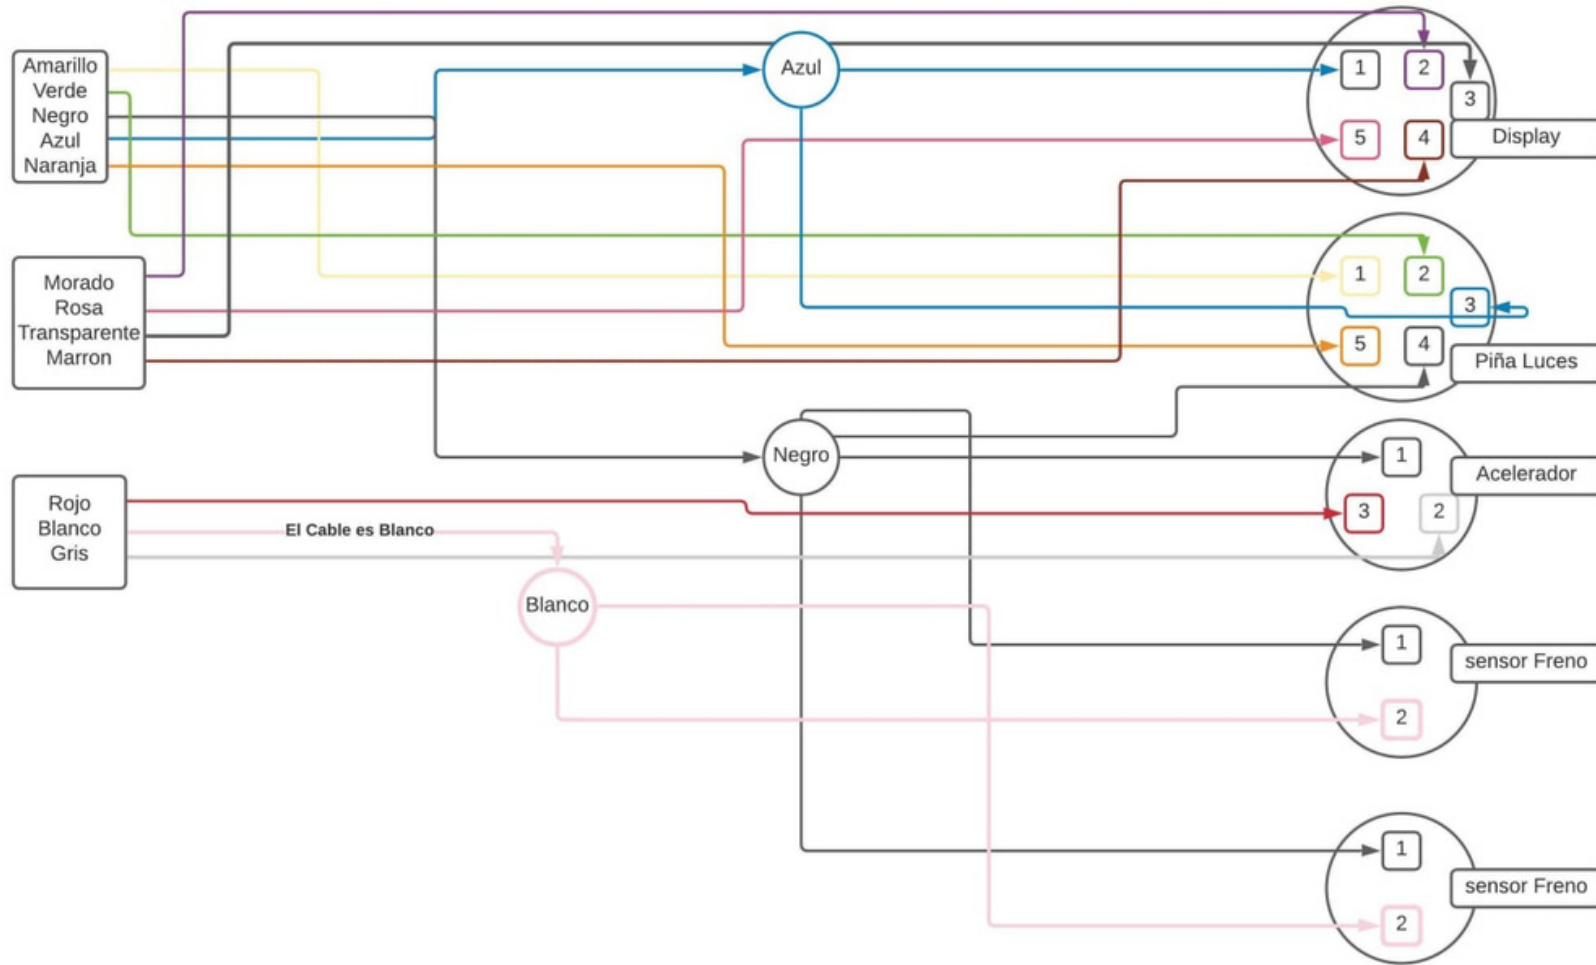 Amarillo
Verde
Negro
Azul
Naranja
Azul
1
2
3
5
4
Display
Morado
Rosa
Transparente
Marron
1
2
3
5
4
Piña Luces
Negro
1
Acelerador
3
2
Rojo
Blanco
Gris
El Cable es Blanco
Blanco
1
sensor Freno
2
1
sensor Freno
2